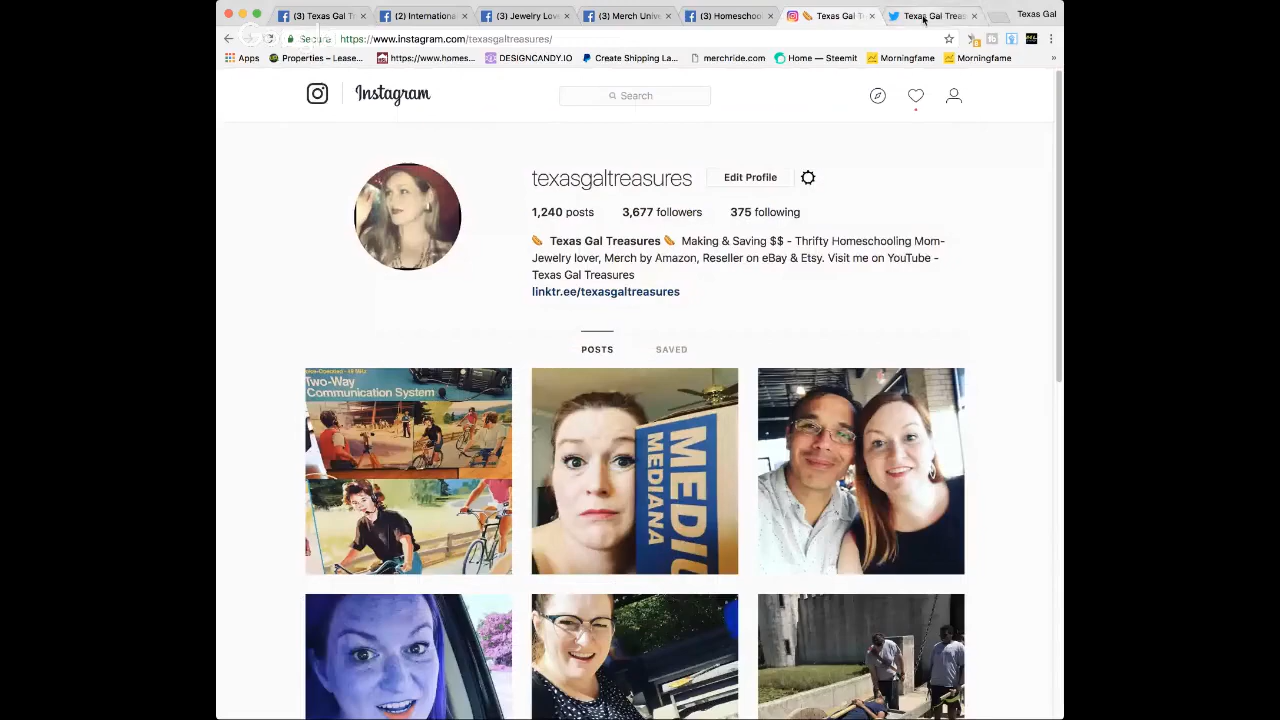 (3) Texas Gal T
(2) Internationa
(3) Jewelry Lov
(3) Merch Univ
(3) Homeschoo
Texas Gal T
Texas Gal Treas
Texas Gal
Secure
https://www.instagram.com/texasgaltreasures/
Apps
Properties – Lease...
https://www.homes...
DESIGNCANDY.IO
Create Shipping La...
merchride.com
Home — Steemit
Morningfame
Morningfame
»
Instagram
Search
texasgaltreasures
Edit Profile
1,240 posts
3,677 followers
375 following
Texas Gal Treasures Making & Saving $$ - Thrifty Homeschooling Mom-
Jewelry lover, Merch by Amazon, Reseller on eBay & Etsy. Visit me on YouTube -
Texas Gal Treasures
linktr.ee/texasgaltreasures
POSTS
SAVED
Two-Way
Communication System
MEDIC
MEDIANA